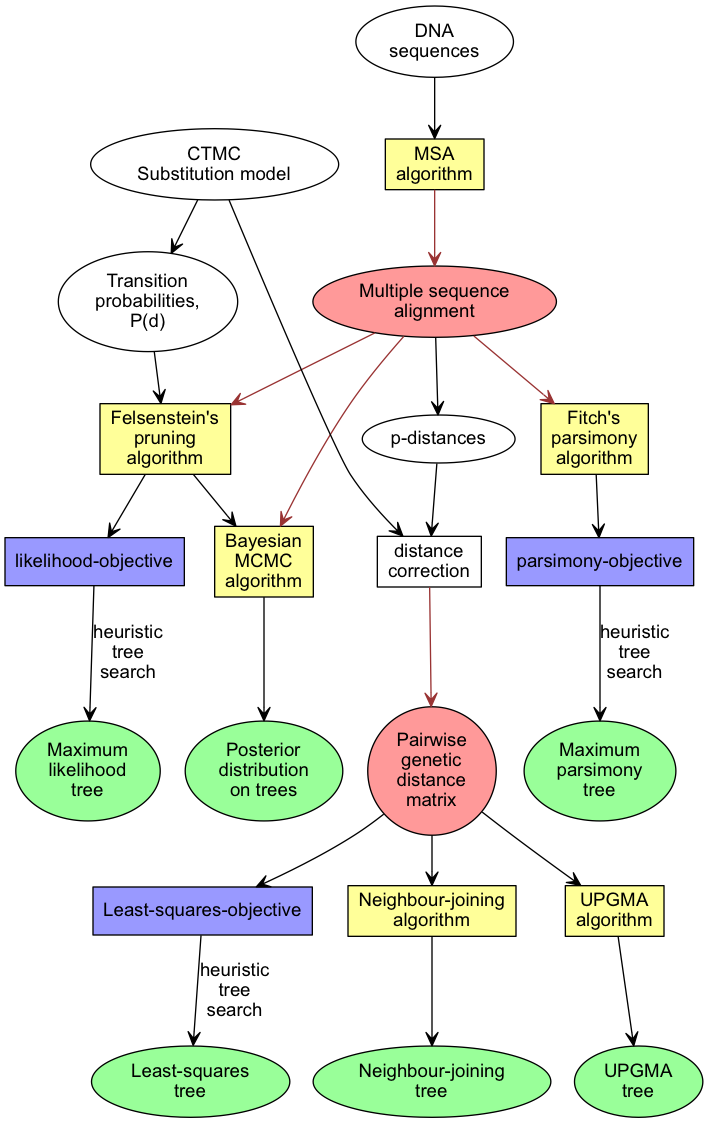 DNA
sequences
CTMC
Substitution model
MSA
algorithm
Transition
probabilities,
P(d)
Multiple sequence
alignment
Felsenstein's
pruning
algorithm
p-distances
Fitch's
parsimony
algorithm
likelihood-objective
Bayesian
MCMC
algorithm
distance
correction
parsimony-objective
heuristic
tree
search
heuristic
tree
search
Maximum
likelihood
tree
Posterior
distribution
on trees
Pairwise
genetic
distance
matrix
Maximum
parsimony
tree
Least-squares-objective
Neighbour-joining
algorithm
UPGMA
algorithm
heuristic
tree
search
Least-squares
tree
Neighbour-joining
tree
UPGMA
tree